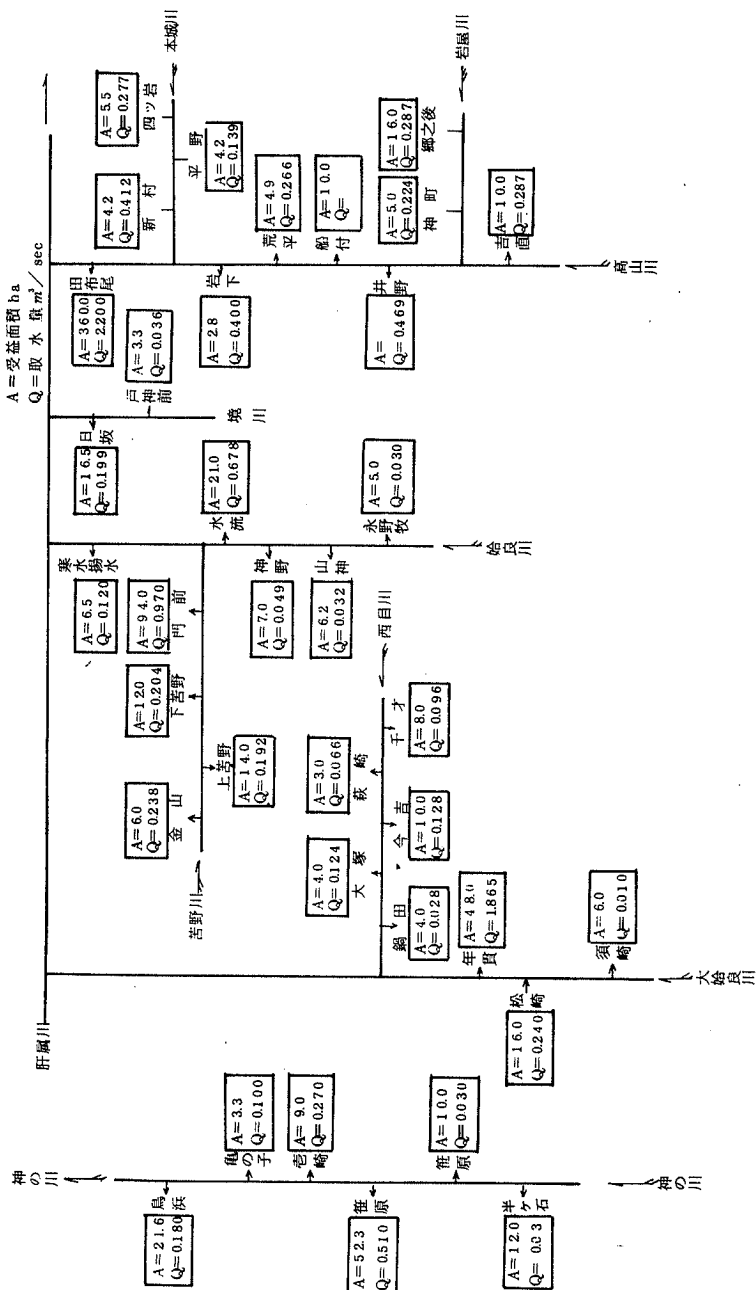 A=受益面積 ha
Q=取水量 m³/sec
肝属川
本城川
A=5.5
Q=0.277
四ッ岩
A=4.2
Q=0.412
新村
平野
A=4.2
Q=0.139
田布尾
A=360.0
Q=2.200
岩下
A=2.8
Q=0.400
荒平
A=4.9
Q=0.266
船付
A=10.0
Q=
井野
A=
Q=0.469
岩屋川
A=16.0
Q=0.287
郷之後
A=5.0
Q=0.224
神町
A=10.0
Q=0.287
吉直
高山川
A=3.3
Q=0.036
戸神前
日坂
A=16.5
Q=0.199
境川
A=21.0
Q=0.678
水流
A=5.0
Q=0.030
永野牧
寒水揚水
A=6.5
Q=0.120
神野
A=7.0
Q=0.049
山神
A=6.2
Q=0.032
姶良川
A=94.0
Q=0.970
門前
A=12.0
Q=0.204
下苫野
A=6.0
Q=0.238
金山
上苫野
A=14.0
Q=0.192
苫野川
西目川
A=3.0
Q=0.066
萩崎
A=4.0
Q=0.124
大塚
千才
A=8.0
Q=0.096
今吉
A=10.0
Q=0.128
鍋田
A=4.0
Q=0.028
A=48.0
Q=1.865
年貫
A=6.0
Q=0.010
須崎
松崎
A=16.0
Q=0.240
大姶良川
神の川
A=3.3
Q=0.100
亀の子
A=9.0
Q=0.270
壱崎
A=10.0
Q=0.030
笹原
鳥浜
A=21.6
Q=0.180
笹原
A=52.3
Q=0.510
半ヶ石
A=12.0
神の川